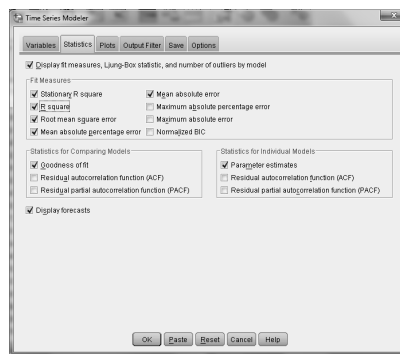 Time Series Modeler
Variables Statistics Plots Output Filter Save Options
Display fit measures, Ljung-Box statistic, and number of outliers by model
Fit Measures
Stationary R square Mean absolute error
R square Maximum absolute percentage error
Root mean square error Maximum absolute error
Mean absolute percentage error Normalized BIC
Statistics for Comparing Models Statistics for Individual Models
Goodness of fit Parameter estimates
Residual autocorrelation function (ACF) Residual autocorrelation function (ACF)
Residual partial autocorrelation function (PACF) Residual partial autocorrelation function (PACF)
Display forecasts
OK Paste Reset Cancel Help